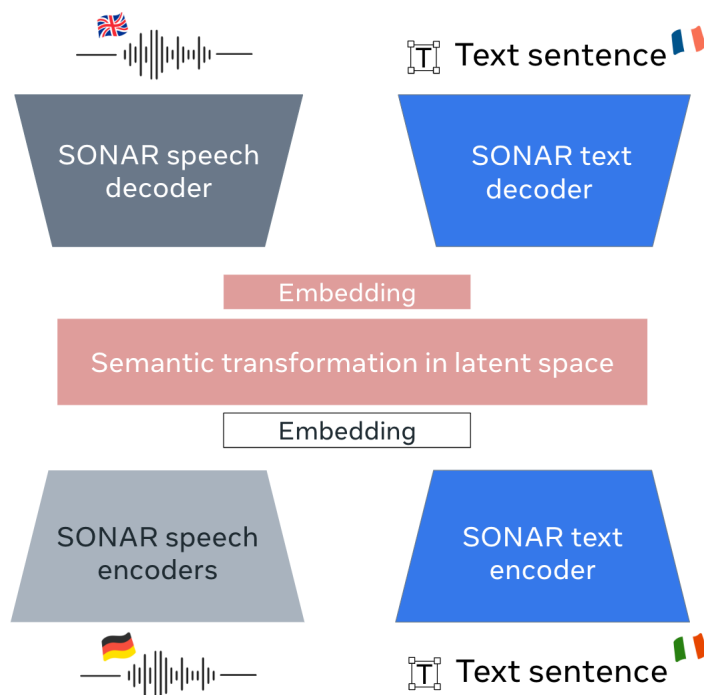 T Text sentence
SONAR speech
decoder
SONAR text
decoder
Embedding
Semantic transformation in latent space
Embedding
SONAR speech
encoders
SONAR text
encoder
T Text sentence